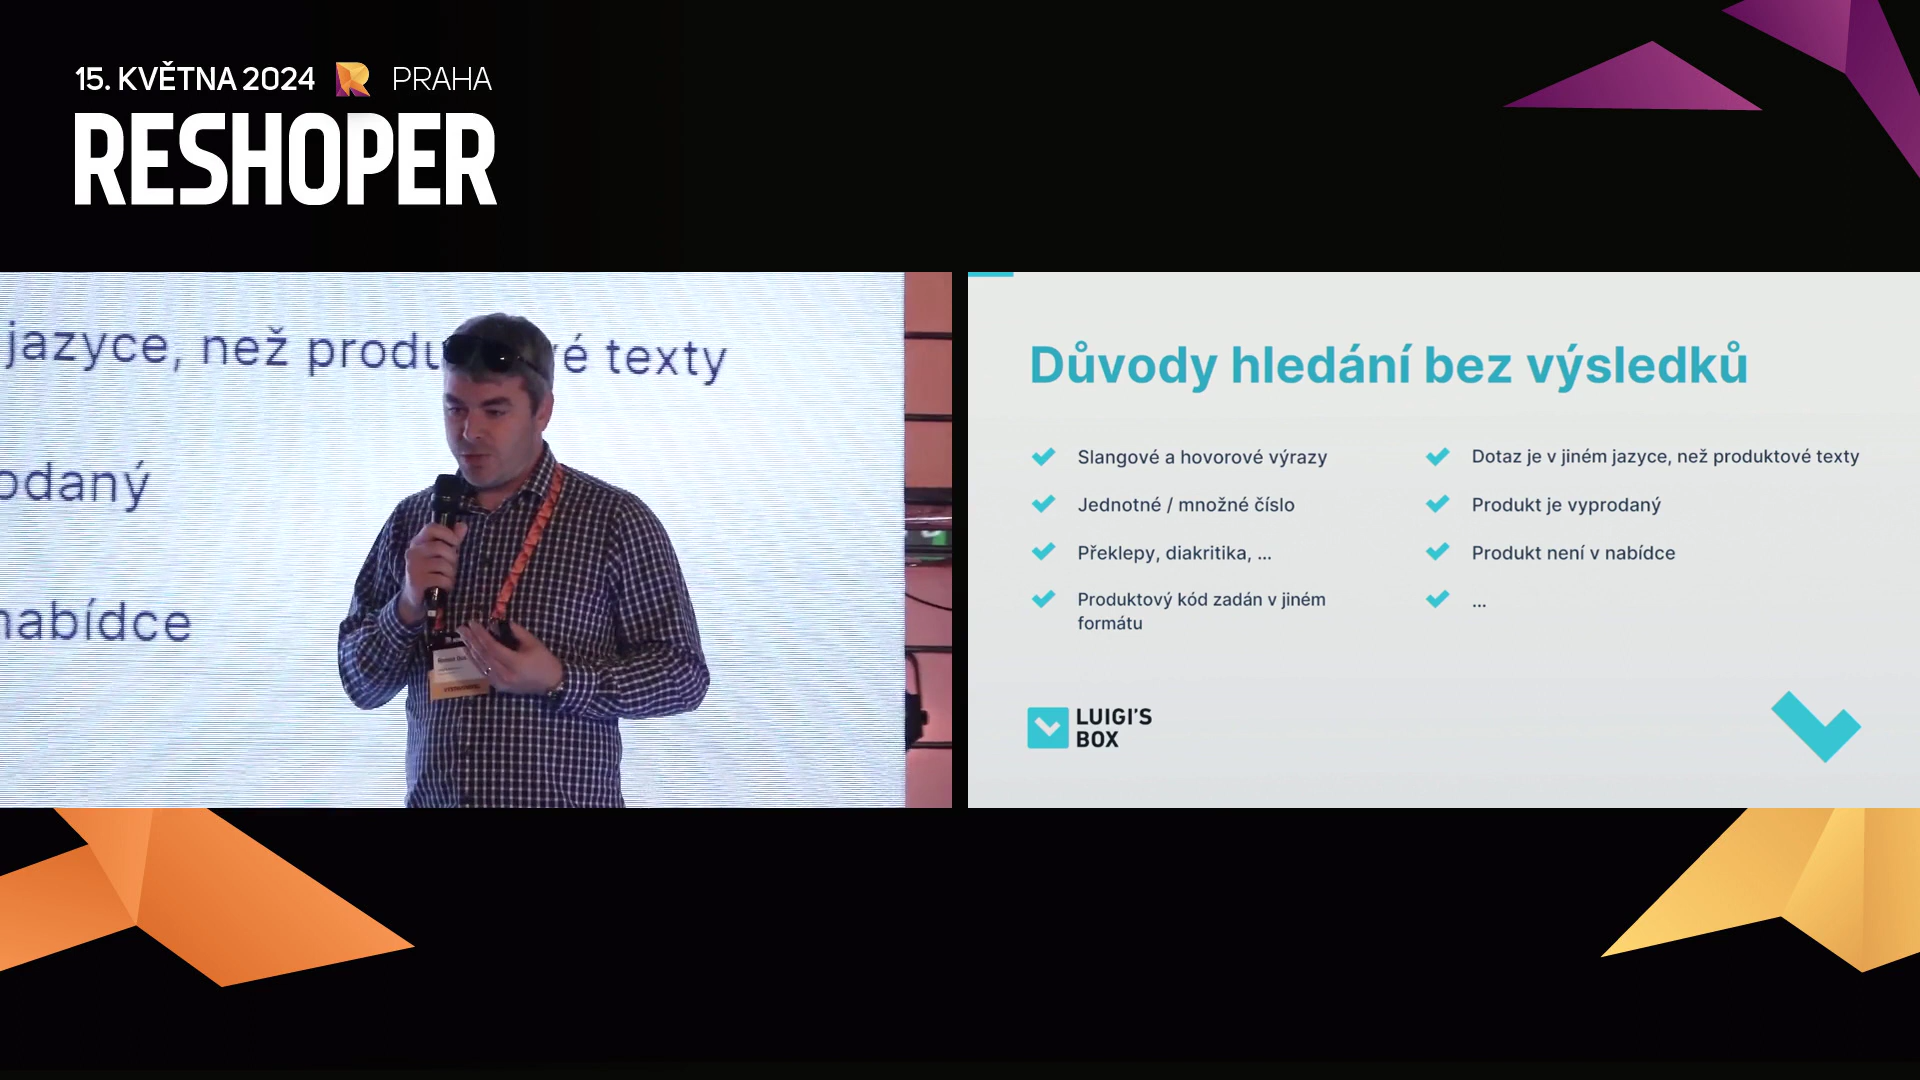 15. KVĚTNA 2024 PRAHA
RESHOPER
jazyce, než produ vé texty
odaný
nabídce
Důvody hledání bez výsledků
Slangové a hovorové výrazy
Jednotné / množné číslo
Překlepy, diakritika, ...
Produktový kód zadán v jiném
formátu
Dotaz je v jiném jazyce, než produktové texty
Produkt je vyprodaný
Produkt není v nabídce
...
LUIGI'S
BOX